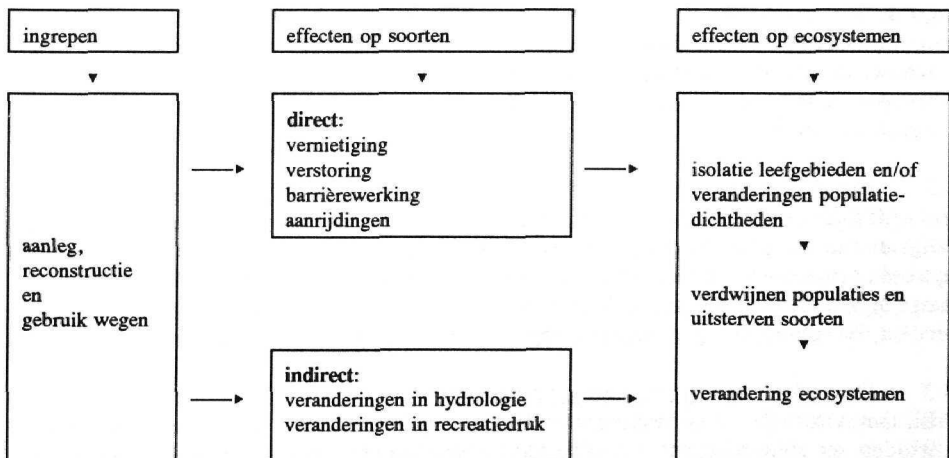 ingrepen
effecten op soorten
effecten op ecosystemen
aanleg,
reconstructie
en
gebruik wegen
direct:
vernietiging
verstoring
barrièrewerking
aanrijdingen
indirect:
veranderingen in hydrologie
veranderingen in recreatiedruk
isolatie leefgebieden en/of
veranderingen populatie-
dichtheden
verdwijnen populaties en
uitsterven soorten
verandering ecosystemen